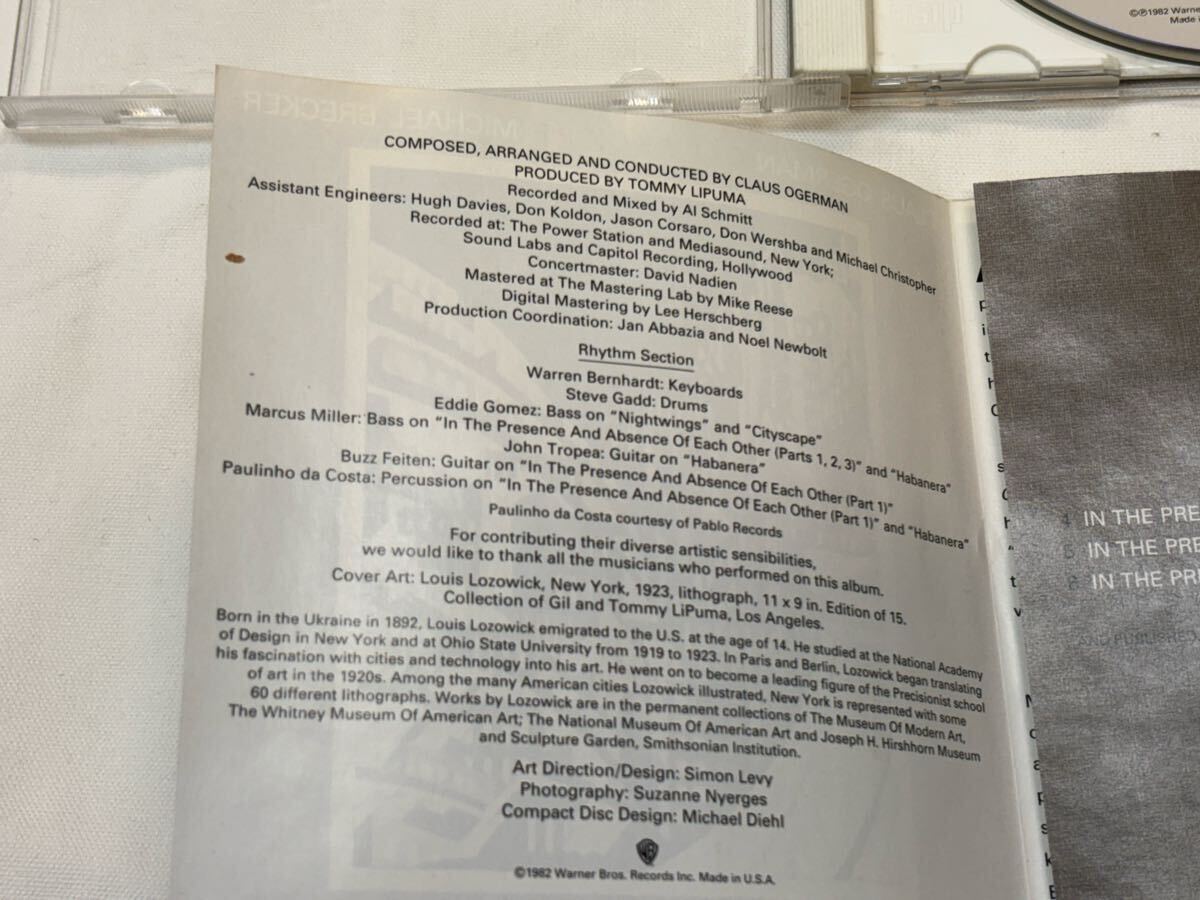 ©℗1982 Warne
Made
MICHAEL BRECKER
COMPOSED, ARRANGED AND CONDUCTED BY CLAUS OGERMAN
PRODUCED BY TOMMY LIPUMA
Recorded and Mixed by Al Schmitt
Assistant Engineers: Hugh Davies, Don Koldon, Jason Corsaro, Don Wershba and Michael Christopher
Recorded at: The Power Station and Mediasound, New York;
Sound Labs and Capitol Recording, Hollywood
Concertmaster: David Nadien
Mastered at The Mastering Lab by Mike Reese
Digital Mastering by Lee Herschberg
Production Coordination: Jan Abbazia and Noel Newbolt
Rhythm Section
Warren Bernhardt: Keyboards
Steve Gadd: Drums
Eddie Gomez: Bass on "Nightwings" and "Cityscape"
Marcus Miller: Bass on "In The Presence And Absence Of Each Other (Parts 1, 2, 3)" and "Habanera"
John Tropea: Guitar on "Habanera"
Buzz Feiten: Guitar on "In The Presence And Absence Of Each Other (Part 1)"
Paulinho da Costa: Percussion on "In The Presence And Absence Of Each Other (Part 1)" and "Habanera"
Paulinho da Costa courtesy of Pablo Records
For contributing their diverse artistic sensibilities,
we would like to thank all the musicians who performed on this album.
Cover Art: Louis Lozowick, New York, 1923, lithograph, 11 x 9 in. Edition of 15.
Collection of Gil and Tommy LiPuma, Los Angeles.
Born in the Ukraine in 1892, Louis Lozowick emigrated to the U.S. at the age of 14. He studied at the National Academy
of Design in New York and at Ohio State University from 1919 to 1923. In Paris and Berlin, Lozowick began translating
his fascination with cities and technology into his art. He went on to become a leading figure of the Precisionist school
of art in the 1920s. Among the many American cities Lozowick illustrated, New York is represented with some
60 different lithographs. Works by Lozowick are in the permanent collections of The Museum Of Modern Art,
The Whitney Museum Of American Art; The National Museum Of American Art and Joseph H. Hirshhorn Museum
and Sculpture Garden, Smithsonian Institution.
Art Direction/Design: Simon Levy
Photography: Suzanne Nyerges
Compact Disc Design: Michael Diehl
©1982 Warner Bros. Records Inc. Made in U.S.A.
IN THE PRE
IN THE PRE
IN THE PR